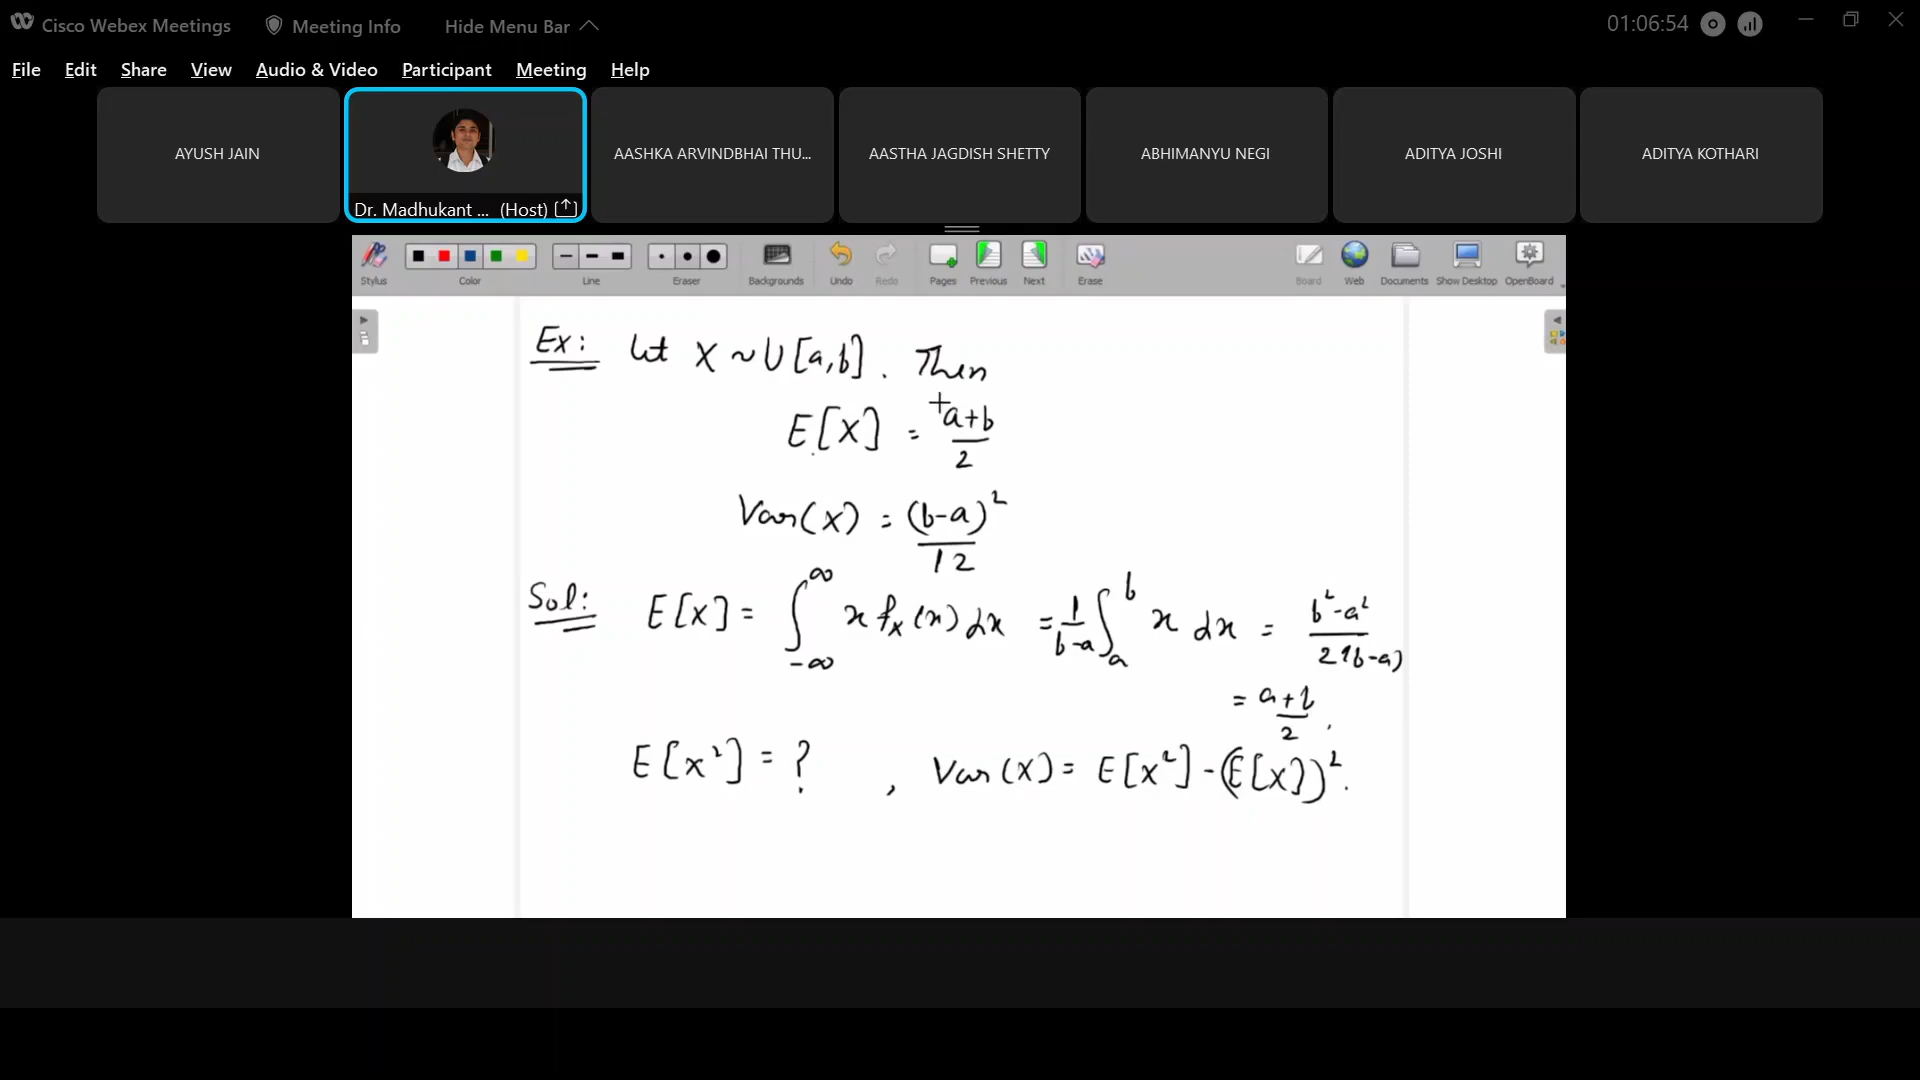 Cisco Webex Meetings Meeting Info Hide Menu Bar 01:06:54
File Edit Share View Audio & Video Participant Meeting Help
AYUSH JAIN
Dr. Madhukant ... (Host)
AASHKA ARVINDBHAI THU...
AASTHA JAGDISH SHETTY
ABHIMANYU NEGI
ADITYA JOSHI
ADITYA KOTHARI
Stylus Color Line Eraser Backgrounds Undo Redo Pages Previous Next Erase Board Web Documents Show Desktop OpenBoard
Ex: Let X ~ U[a,b]. Then
E[X] = (a+b)/2
Var(X) = (b-a)²/12
Sol: E[X] = ∫_{-∞}^{∞} x f_X(x) dx = 1/(b-a) ∫_a^b x dx = (b²-a²)/2(b-a)
= (a+b)/2.
E[X²] = ? , Var(X) = E[X²] - (E[X])².